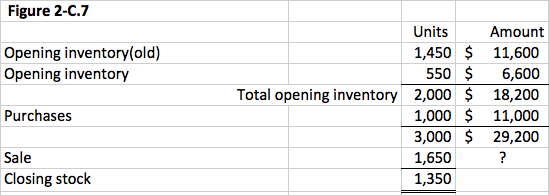 Figure 2-C.7
Units Amount
Opening inventory(old) 1,450 $ 11,600
Opening inventory 550 $ 6,600
Total opening inventory 2,000 $ 18,200
Purchases 1,000 $ 11,000
3,000 $ 29,200
Sale 1,650 ?
Closing stock 1,350